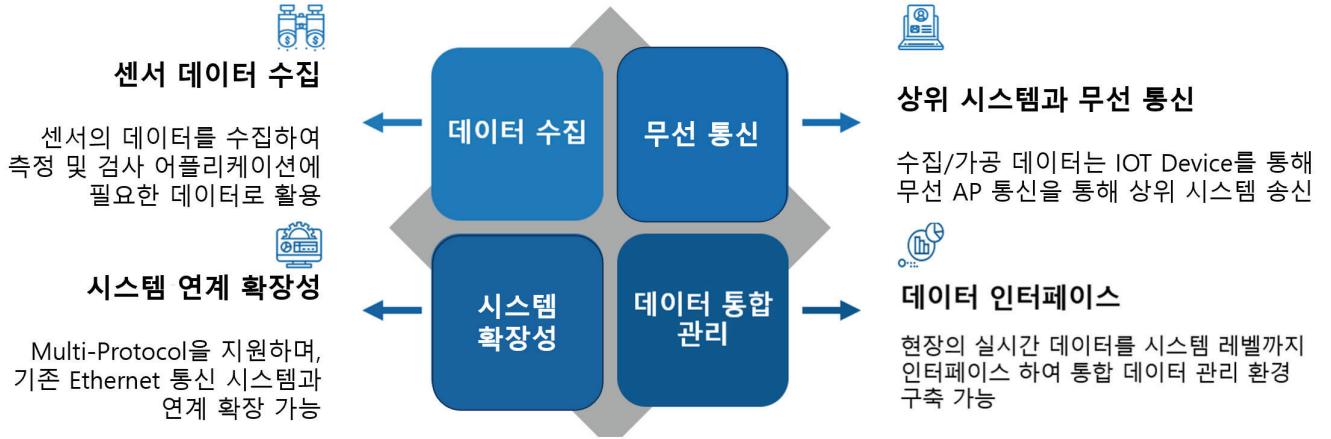 센서 데이터 수집
센서의 데이터를 수집하여
측정 및 검사 어플리케이션에
필요한 데이터로 활용
데이터 수집
무선 통신
상위 시스템과 무선 통신
수집/가공 데이터는 IOT Device를 통해
무선 AP 통신을 통해 상위 시스템 송신
시스템 연계 확장성
Multi-Protocol을 지원하며,
기존 Ethernet 통신 시스템과
연계 확장 가능
시스템
확장성
데이터 통합
관리
데이터 인터페이스
현장의 실시간 데이터를 시스템 레벨까지
인터페이스 하여 통합 데이터 관리 환경
구축 가능